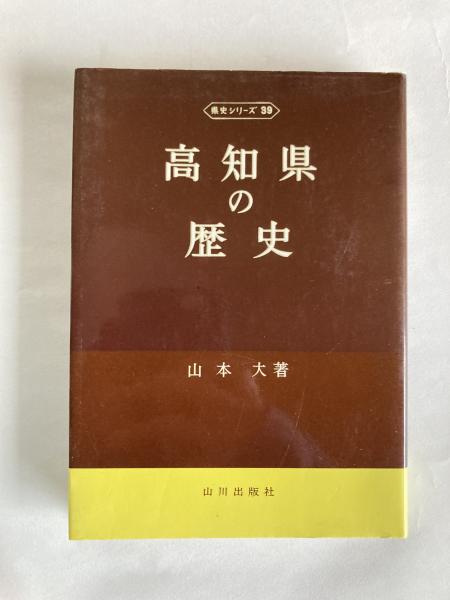 県史シリーズ 39
高知県
の
歴史
山本 大著
山川出版社